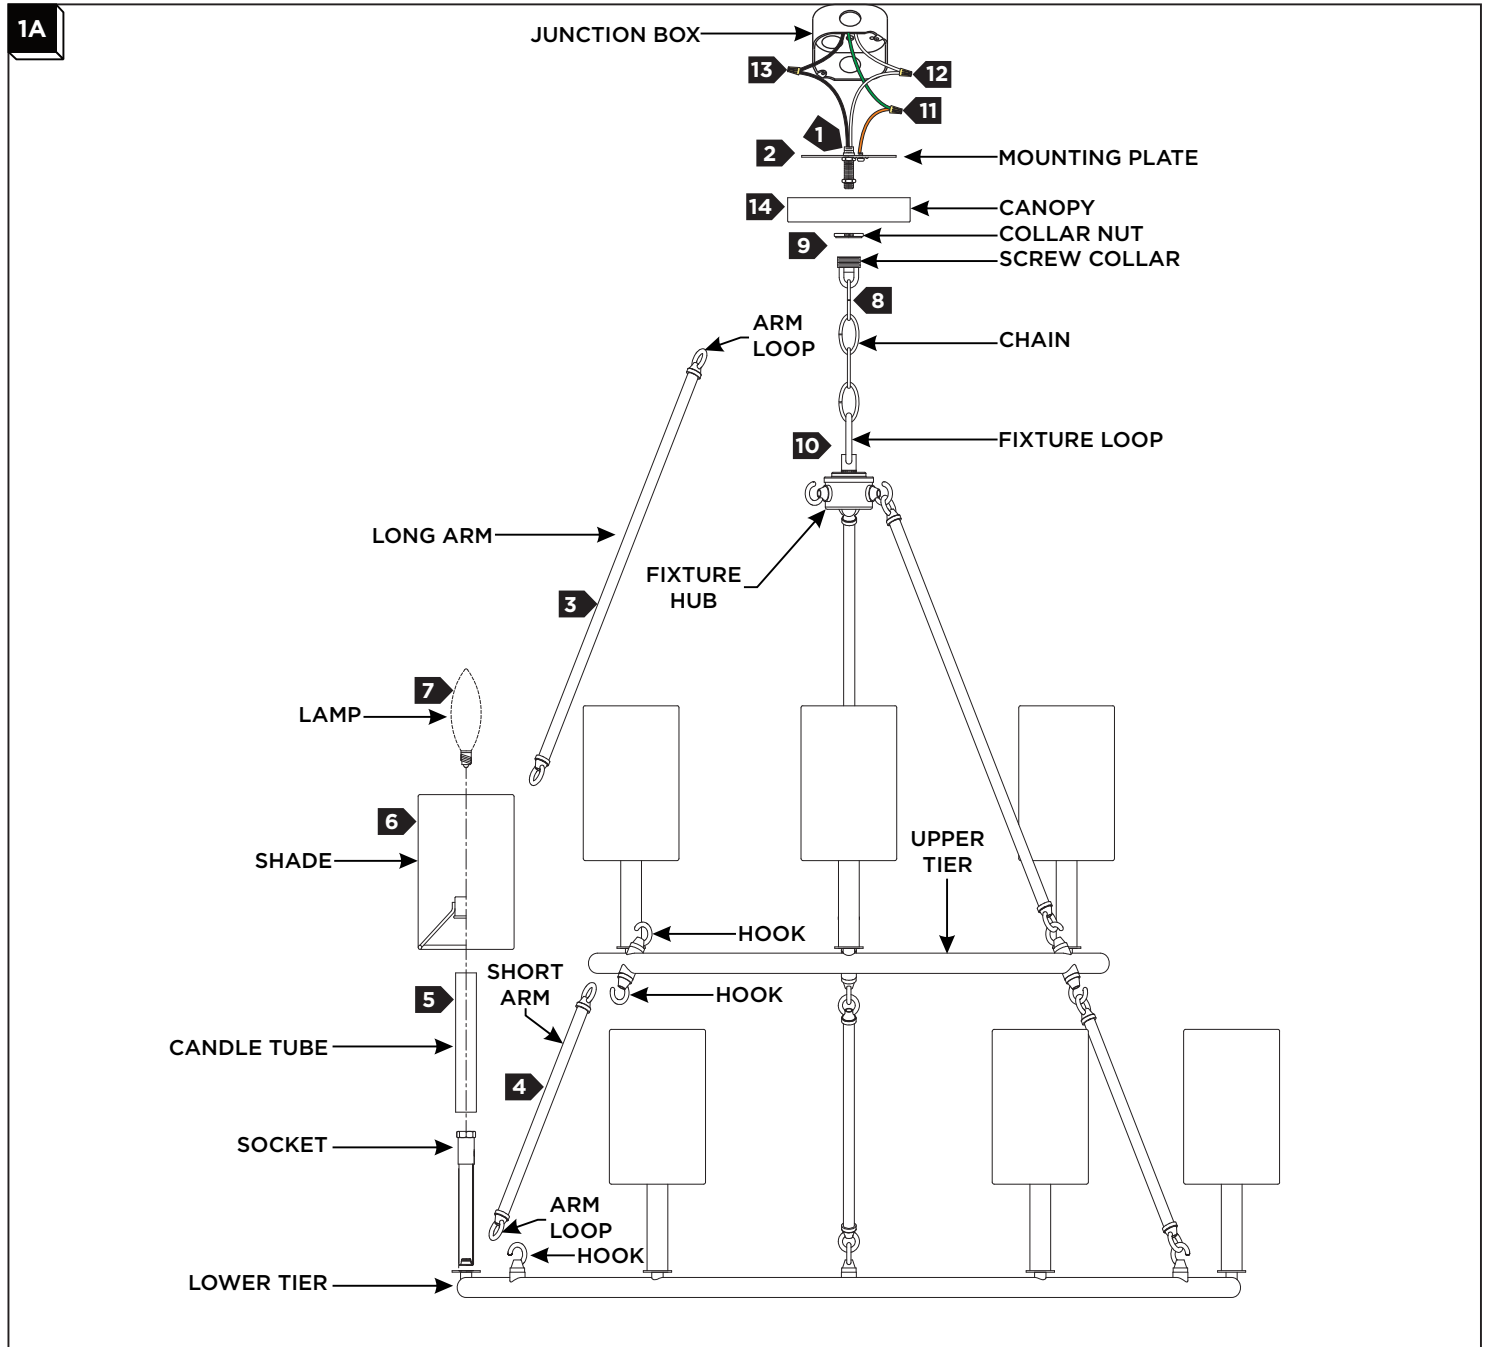 1A
JUNCTION BOX
13
12
11
1
2
MOUNTING PLATE
14
CANOPY
COLLAR NUT
9
SCREW COLLAR
8
ARM
LOOP
CHAIN
10
FIXTURE LOOP
LONG ARM
FIXTURE
HUB
3
7
LAMP
6
SHADE
UPPER
TIER
HOOK
SHORT
ARM
HOOK
5
CANDLE TUBE
4
SOCKET
ARM
LOOP
HOOK
LOWER TIER